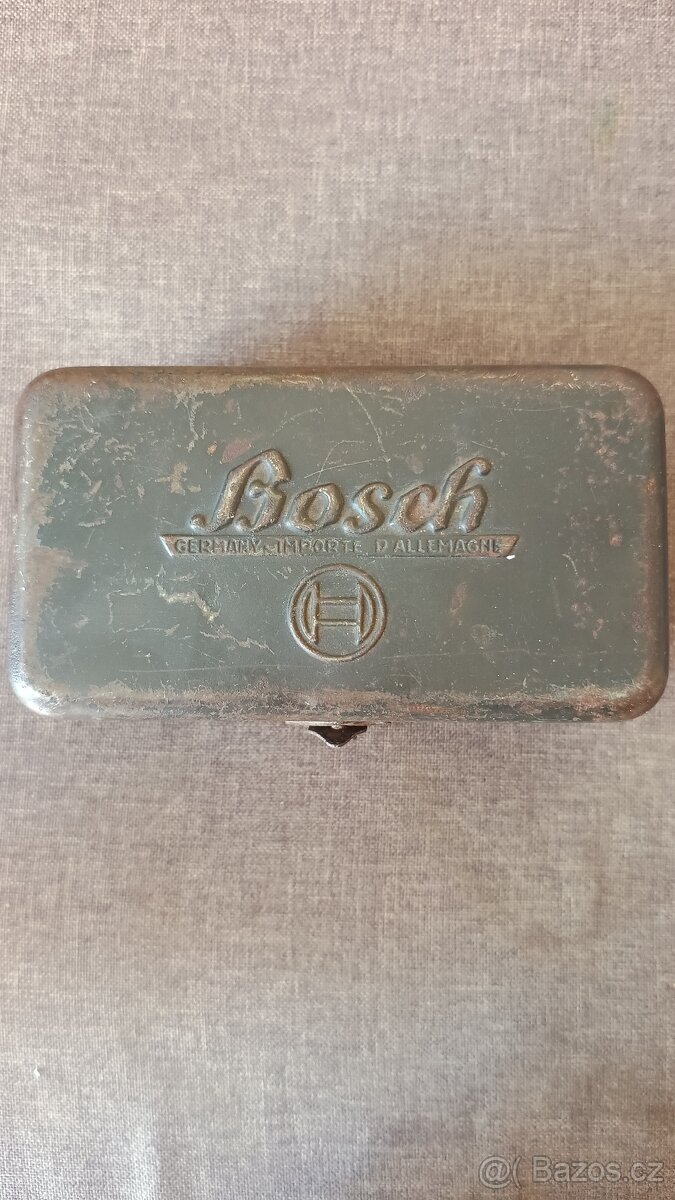 Bosch
GERMANY-IMPORTÉ D'ALLEMAGNE
@( Bazos.cz